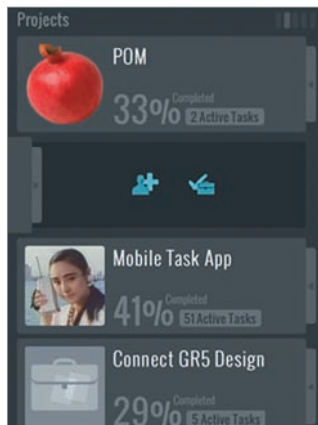 Projects
POM
Completed
33% 2 Active Tasks
Mobile Task App
Completed
41% 51 Active Tasks
Connect GR5 Design
Completed
29% 5 Active Tasks